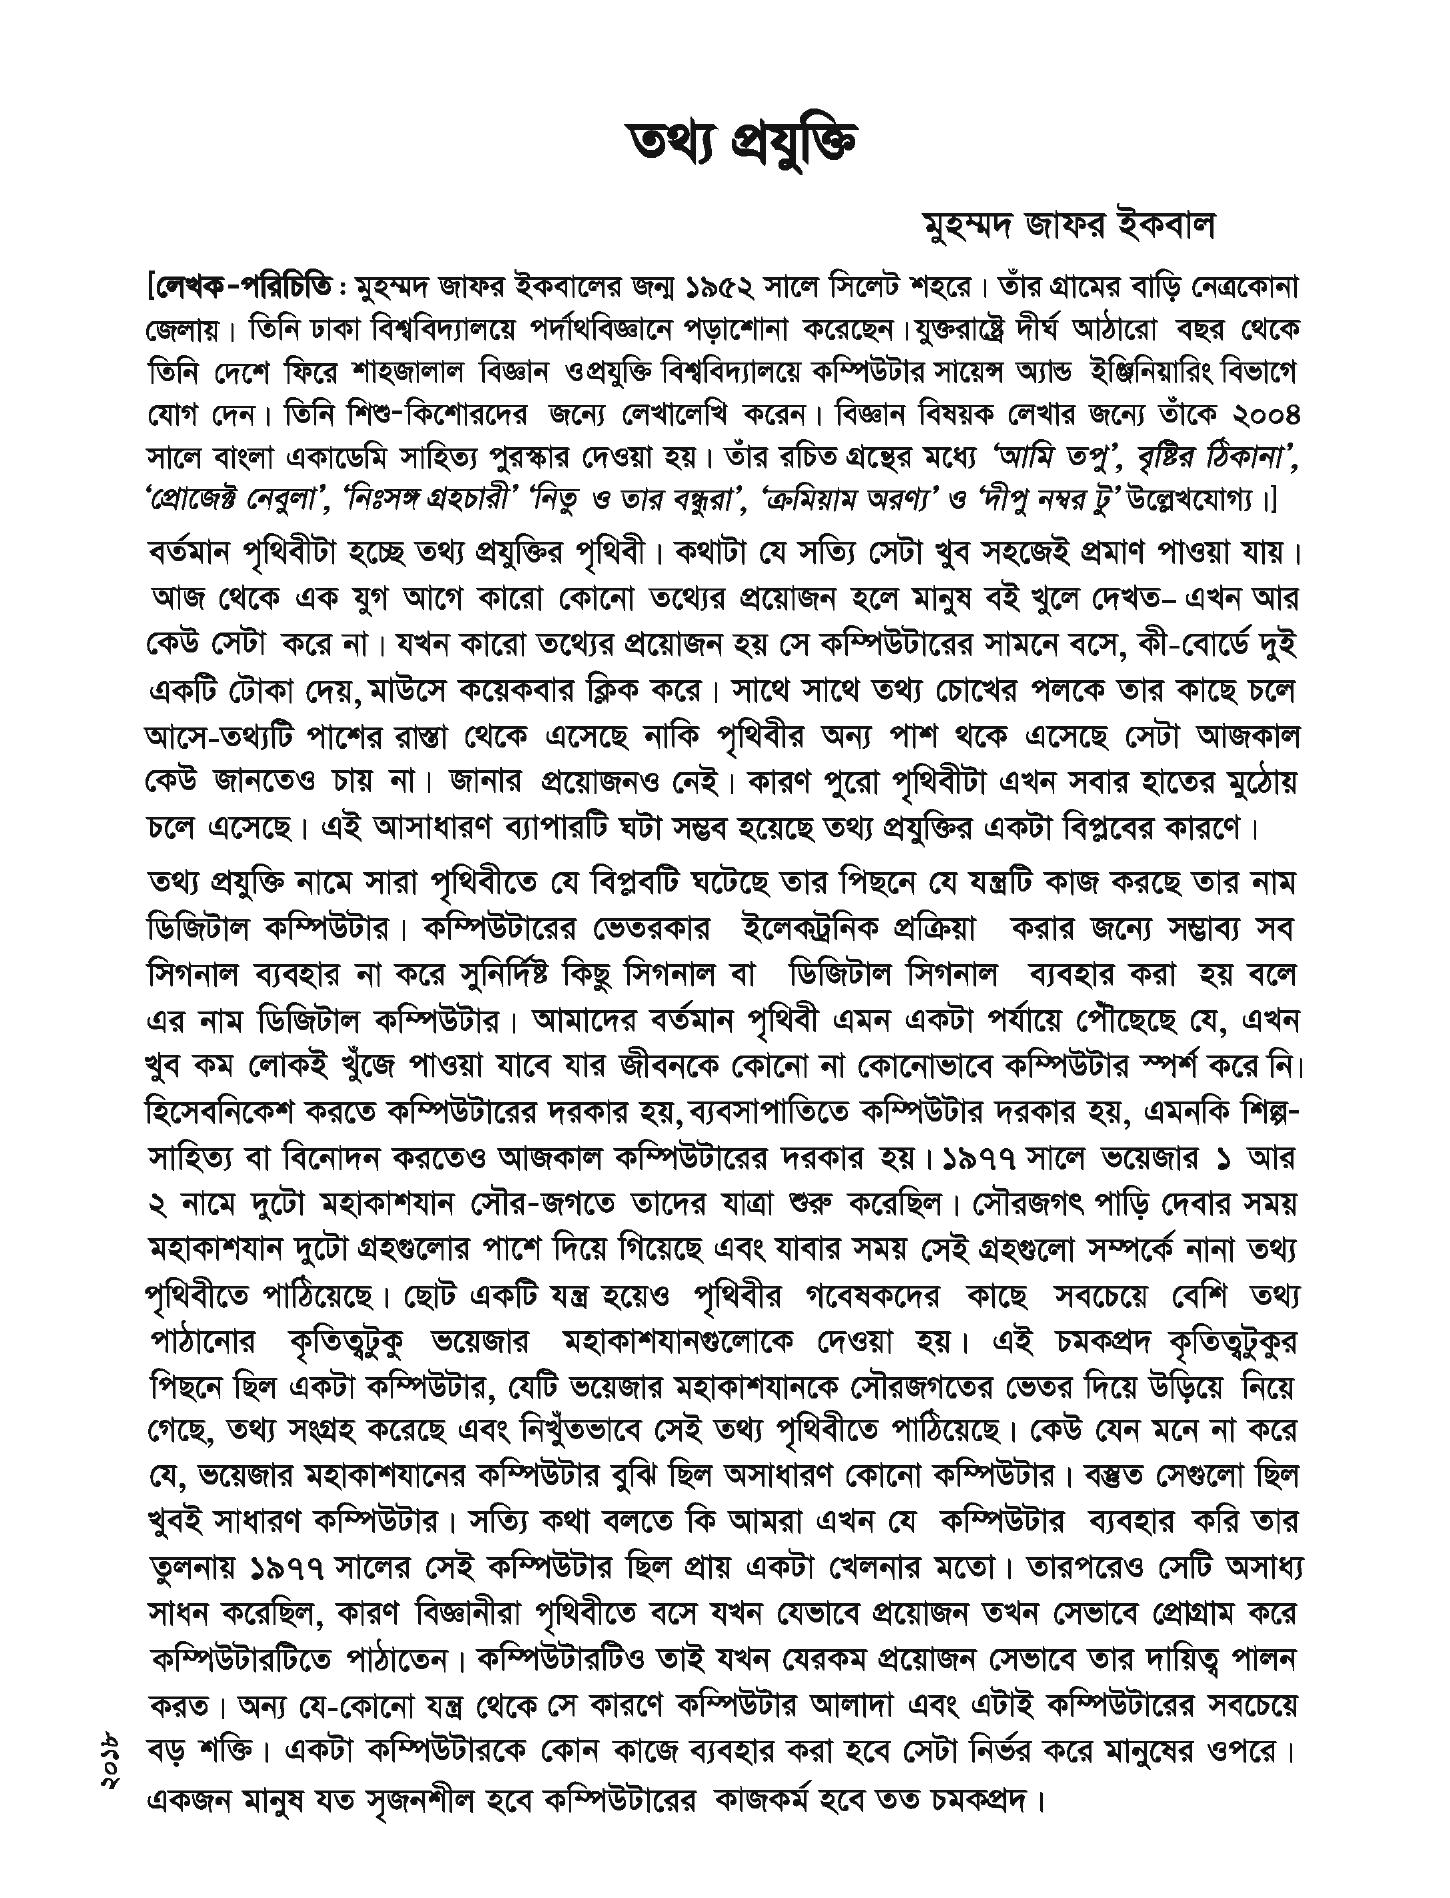 তথ্য প্রযুক্তি
মুহম্মদ জাফর ইকবাল
[লেখক-পরিচিতি : মুহম্মদ জাফর ইকবালের জন্ম ১৯৫২ সালে সিলেট শহরে। তাঁর গ্রামের বাড়ি নেত্রকোনা
জেলায়। তিনি ঢাকা বিশ্ববিদ্যালয়ে পর্দাথবিজ্ঞানে পড়াশোনা করেছেন। যুক্তরাষ্ট্রে দীর্ঘ আঠারো বছর থেকে
তিনি দেশে ফিরে শাহজালাল বিজ্ঞান ওপ্রযুক্তি বিশ্ববিদ্যালয়ে কম্পিউটার সায়েন্স অ্যান্ড ইঞ্জিনিয়ারিং বিভাগে
যোগ দেন। তিনি শিশু-কিশোরদের জন্যে লেখালেখি করেন। বিজ্ঞান বিষয়ক লেখার জন্যে তাঁকে ২০০৪
সালে বাংলা একাডেমি সাহিত্য পুরস্কার দেওয়া হয়। তাঁর রচিত গ্রন্থের মধ্যে ‘আমি তপু’, বৃষ্টির ঠিকানা’,
‘প্রোজেক্ট নেবুলা’, ‘নিঃসঙ্গ গ্রহচারী’ ‘নিতু ও তার বন্ধুরা’, ‘ক্রমিয়াম অরণ্য’ ও ‘দীপু নম্বর টু’ উল্লেখযোগ্য।]
বর্তমান পৃথিবীটা হচ্ছে তথ্য প্রযুক্তির পৃথিবী। কথাটা যে সত্যি সেটা খুব সহজেই প্রমাণ পাওয়া যায়।
আজ থেকে এক যুগ আগে কারো কোনো তথ্যের প্রয়োজন হলে মানুষ বই খুলে দেখত– এখন আর
কেউ সেটা করে না। যখন কারো তথ্যের প্রয়োজন হয় সে কম্পিউটারের সামনে বসে, কী-বোর্ডে দুই
একটি টোকা দেয়, মাউসে কয়েকবার ক্লিক করে। সাথে সাথে তথ্য চোখের পলকে তার কাছে চলে
আসে-তথ্যটি পাশের রাস্তা থেকে এসেছে নাকি পৃথিবীর অন্য পাশ থকে এসেছে সেটা আজকাল
কেউ জানতেও চায় না। জানার প্রয়োজনও নেই। কারণ পুরো পৃথিবীটা এখন সবার হাতের মুঠোয়
চলে এসেছে। এই আসাধারণ ব্যাপারটি ঘটা সম্ভব হয়েছে তথ্য প্রযুক্তির একটা বিপ্লবের কারণে।
তথ্য প্রযুক্তি নামে সারা পৃথিবীতে যে বিপ্লবটি ঘটেছে তার পিছনে যে যন্ত্রটি কাজ করছে তার নাম
ডিজিটাল কম্পিউটার। কম্পিউটারের ভেতরকার ইলেকট্রনিক প্রক্রিয়া করার জন্যে সম্ভাব্য সব
সিগনাল ব্যবহার না করে সুনির্দিষ্ট কিছু সিগনাল বা ডিজিটাল সিগনাল ব্যবহার করা হয় বলে
এর নাম ডিজিটাল কম্পিউটার। আমাদের বর্তমান পৃথিবী এমন একটা পর্যায়ে পৌঁছেছে যে, এখন
খুব কম লোকই খুঁজে পাওয়া যাবে যার জীবনকে কোনো না কোনোভাবে কম্পিউটার স্পর্শ করে নি।
হিসেবনিকেশ করতে কম্পিউটারের দরকার হয়, ব্যবসাপাতিতে কম্পিউটার দরকার হয়, এমনকি শিল্প-
সাহিত্য বা বিনোদন করতেও আজকাল কম্পিউটারের দরকার হয়। ১৯৭৭ সালে ভয়েজার ১ আর
২ নামে দুটো মহাকাশযান সৌর-জগতে তাদের যাত্রা শুরু করেছিল। সৌরজগৎ পাড়ি দেবার সময়
মহাকাশযান দুটো গ্রহগুলোর পাশে দিয়ে গিয়েছে এবং যাবার সময় সেই গ্রহগুলো সম্পর্কে নানা তথ্য
পৃথিবীতে পাঠিয়েছে। ছোট একটি যন্ত্র হয়েও পৃথিবীর গবেষকদের কাছে সবচেয়ে বেশি তথ্য
পাঠানোর কৃতিত্বটুকু ভয়েজার মহাকাশযানগুলোকে দেওয়া হয়। এই চমকপ্রদ কৃতিত্বটুকুর
পিছনে ছিল একটা কম্পিউটার, যেটি ভয়েজার মহাকাশযানকে সৌরজগতের ভেতর দিয়ে উড়িয়ে নিয়ে
গেছে, তথ্য সংগ্রহ করেছে এবং নিখুঁতভাবে সেই তথ্য পৃথিবীতে পাঠিয়েছে। কেউ যেন মনে না করে
যে, ভয়েজার মহাকাশযানের কম্পিউটার বুঝি ছিল অসাধারণ কোনো কম্পিউটার। বস্তুত সেগুলো ছিল
খুবই সাধারণ কম্পিউটার। সত্যি কথা বলতে কি আমরা এখন যে কম্পিউটার ব্যবহার করি তার
তুলনায় ১৯৭৭ সালের সেই কম্পিউটার ছিল প্রায় একটা খেলনার মতো। তারপরেও সেটি অসাধ্য
সাধন করেছিল, কারণ বিজ্ঞানীরা পৃথিবীতে বসে যখন যেভাবে প্রয়োজন তখন সেভাবে প্রোগ্রাম করে
কম্পিউটারটিতে পাঠাতেন। কম্পিউটারটিও তাই যখন যেরকম প্রয়োজন সেভাবে তার দায়িত্ব পালন
করত। অন্য যে-কোনো যন্ত্র থেকে সে কারণে কম্পিউটার আলাদা এবং এটাই কম্পিউটারের সবচেয়ে
বড় শক্তি। একটা কম্পিউটারকে কোন কাজে ব্যবহার করা হবে সেটা নির্ভর করে মানুষের ওপরে।
একজন মানুষ যত সৃজনশীল হবে কম্পিউটারের কাজকর্ম হবে তত চমকপ্রদ।
২০১৮